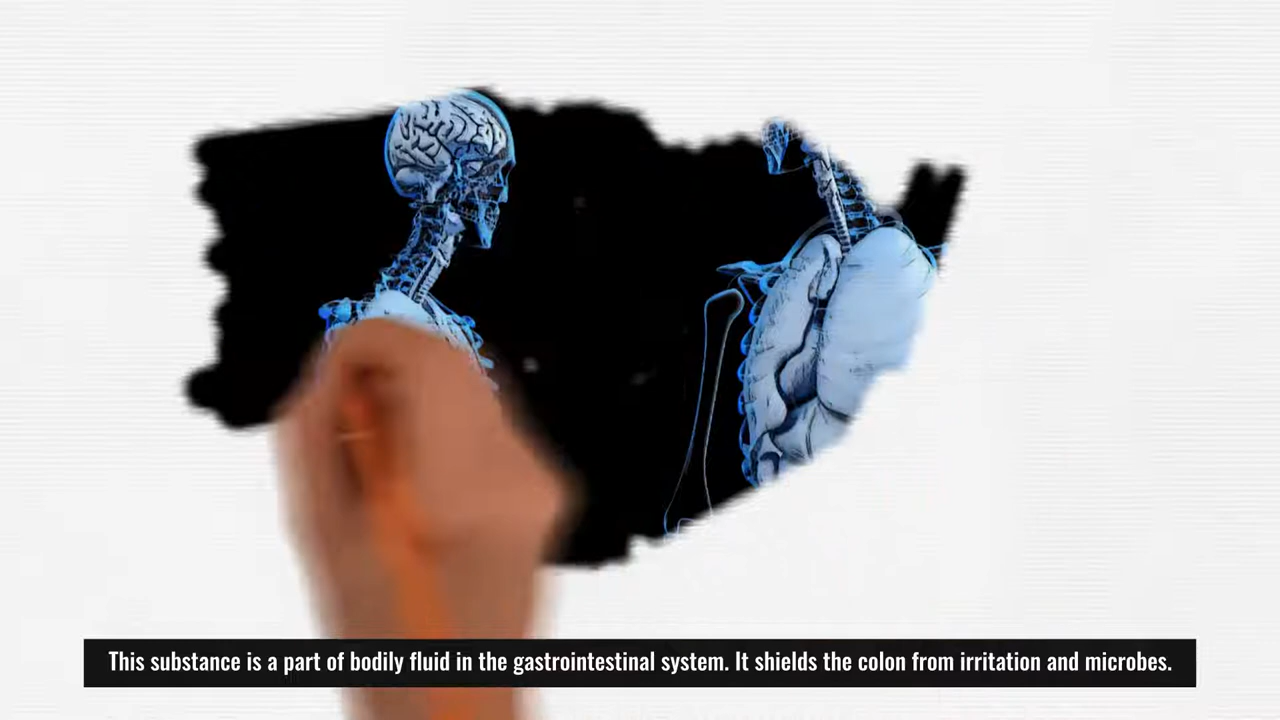 This substance is a part of bodily fluid in the gastrointestinal system. It shields the colon from irritation and microbes.